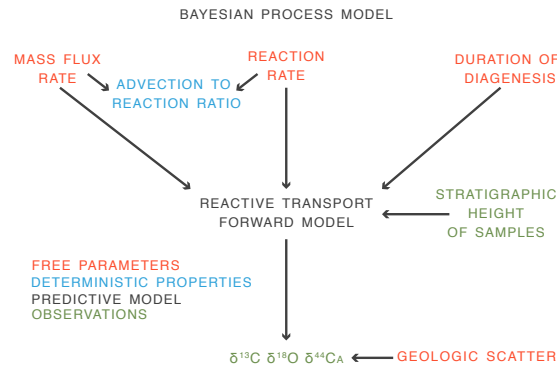 BAYESIAN PROCESS MODEL
MASS FLUX
RATE
REACTION
RATE
DURATION OF
DIAGENESIS
ADVECTION TO
REACTION RATIO
STRATIGRAPHIC
HEIGHT
OF SAMPLES
REACTIVE TRANSPORT
FORWARD MODEL
FREE PARAMETERS
DETERMINISTIC PROPERTIES
PREDICTIVE MODEL
OBSERVATIONS
δ¹³C δ¹⁸O δ⁴⁴CA
GEOLOGIC SCATTER